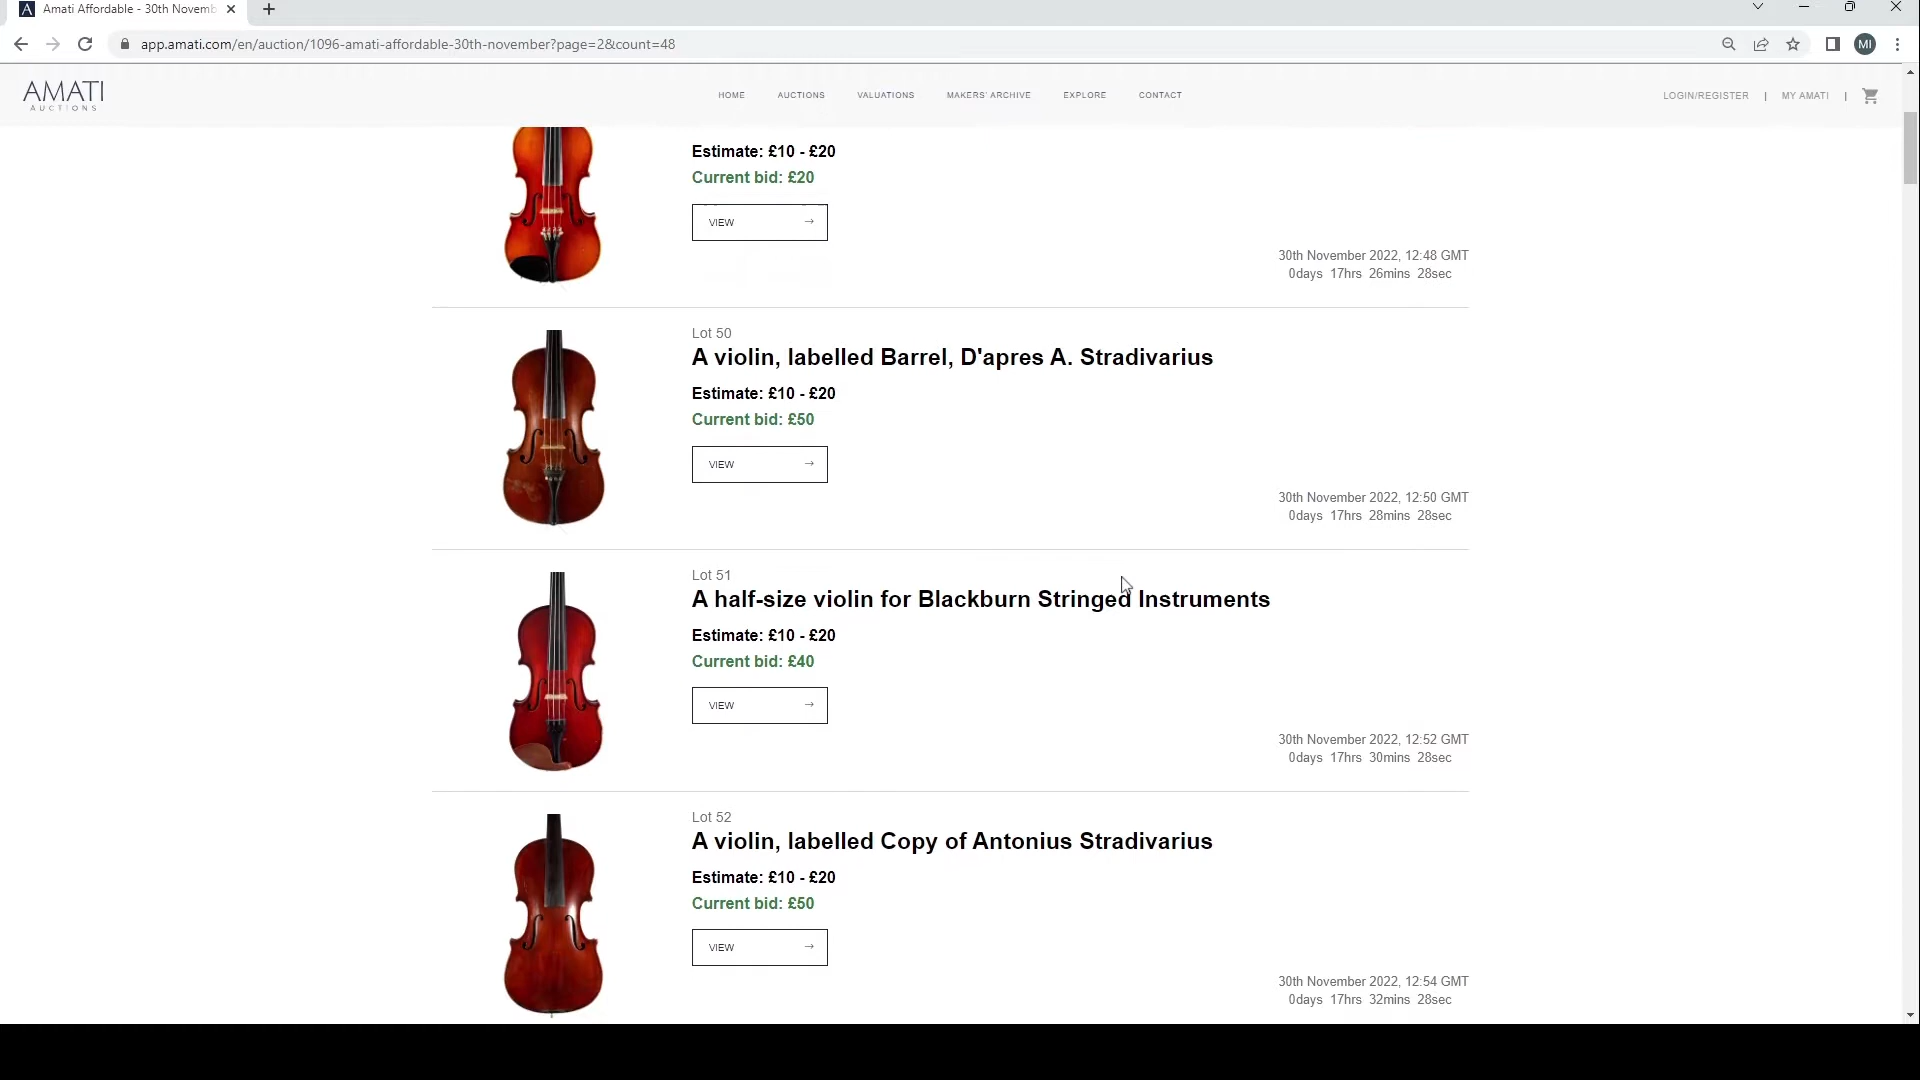 Amati Affordable - 30th Novemb
app.amati.com/en/auction/1096-amati-affordable-30th-november?page=2&count=48
MI
AMATI
AUCTIONS
HOME
AUCTIONS
VALUATIONS
MAKERS' ARCHIVE
EXPLORE
CONTACT
LOGIN/REGISTER
|
MY AMATI
|
Estimate: £10 - £20
Current bid: £20
VIEW
30th November 2022, 12:48 GMT
0days 17hrs 26mins 28sec
Lot 50
A violin, labelled Barrel, D'apres A. Stradivarius
Estimate: £10 - £20
Current bid: £50
VIEW
30th November 2022, 12:50 GMT
0days 17hrs 28mins 28sec
Lot 51
A half-size violin for Blackburn Stringed Instruments
Estimate: £10 - £20
Current bid: £40
VIEW
30th November 2022, 12:52 GMT
0days 17hrs 30mins 28sec
Lot 52
A violin, labelled Copy of Antonius Stradivarius
Estimate: £10 - £20
Current bid: £50
VIEW
30th November 2022, 12:54 GMT
0days 17hrs 32mins 28sec